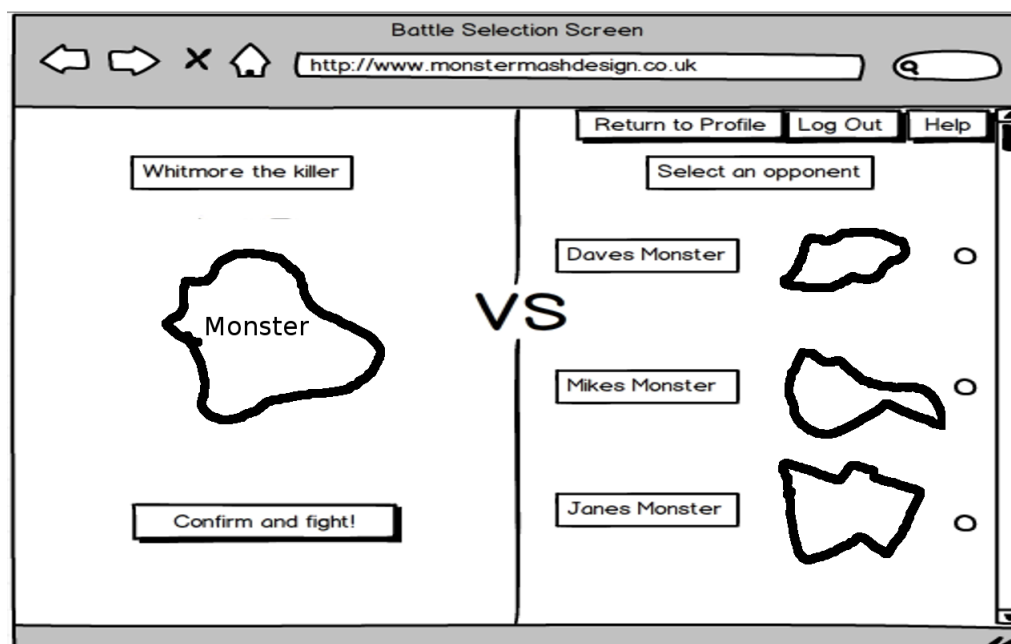 Battle Selection Screen
http://www.monstermashdesign.co.uk
Return to Profile
Log Out
Help
Whitmore the killer
Select an opponent
Daves Monster
VS
Monster
Mikes Monster
Janes Monster
Confirm and fight!